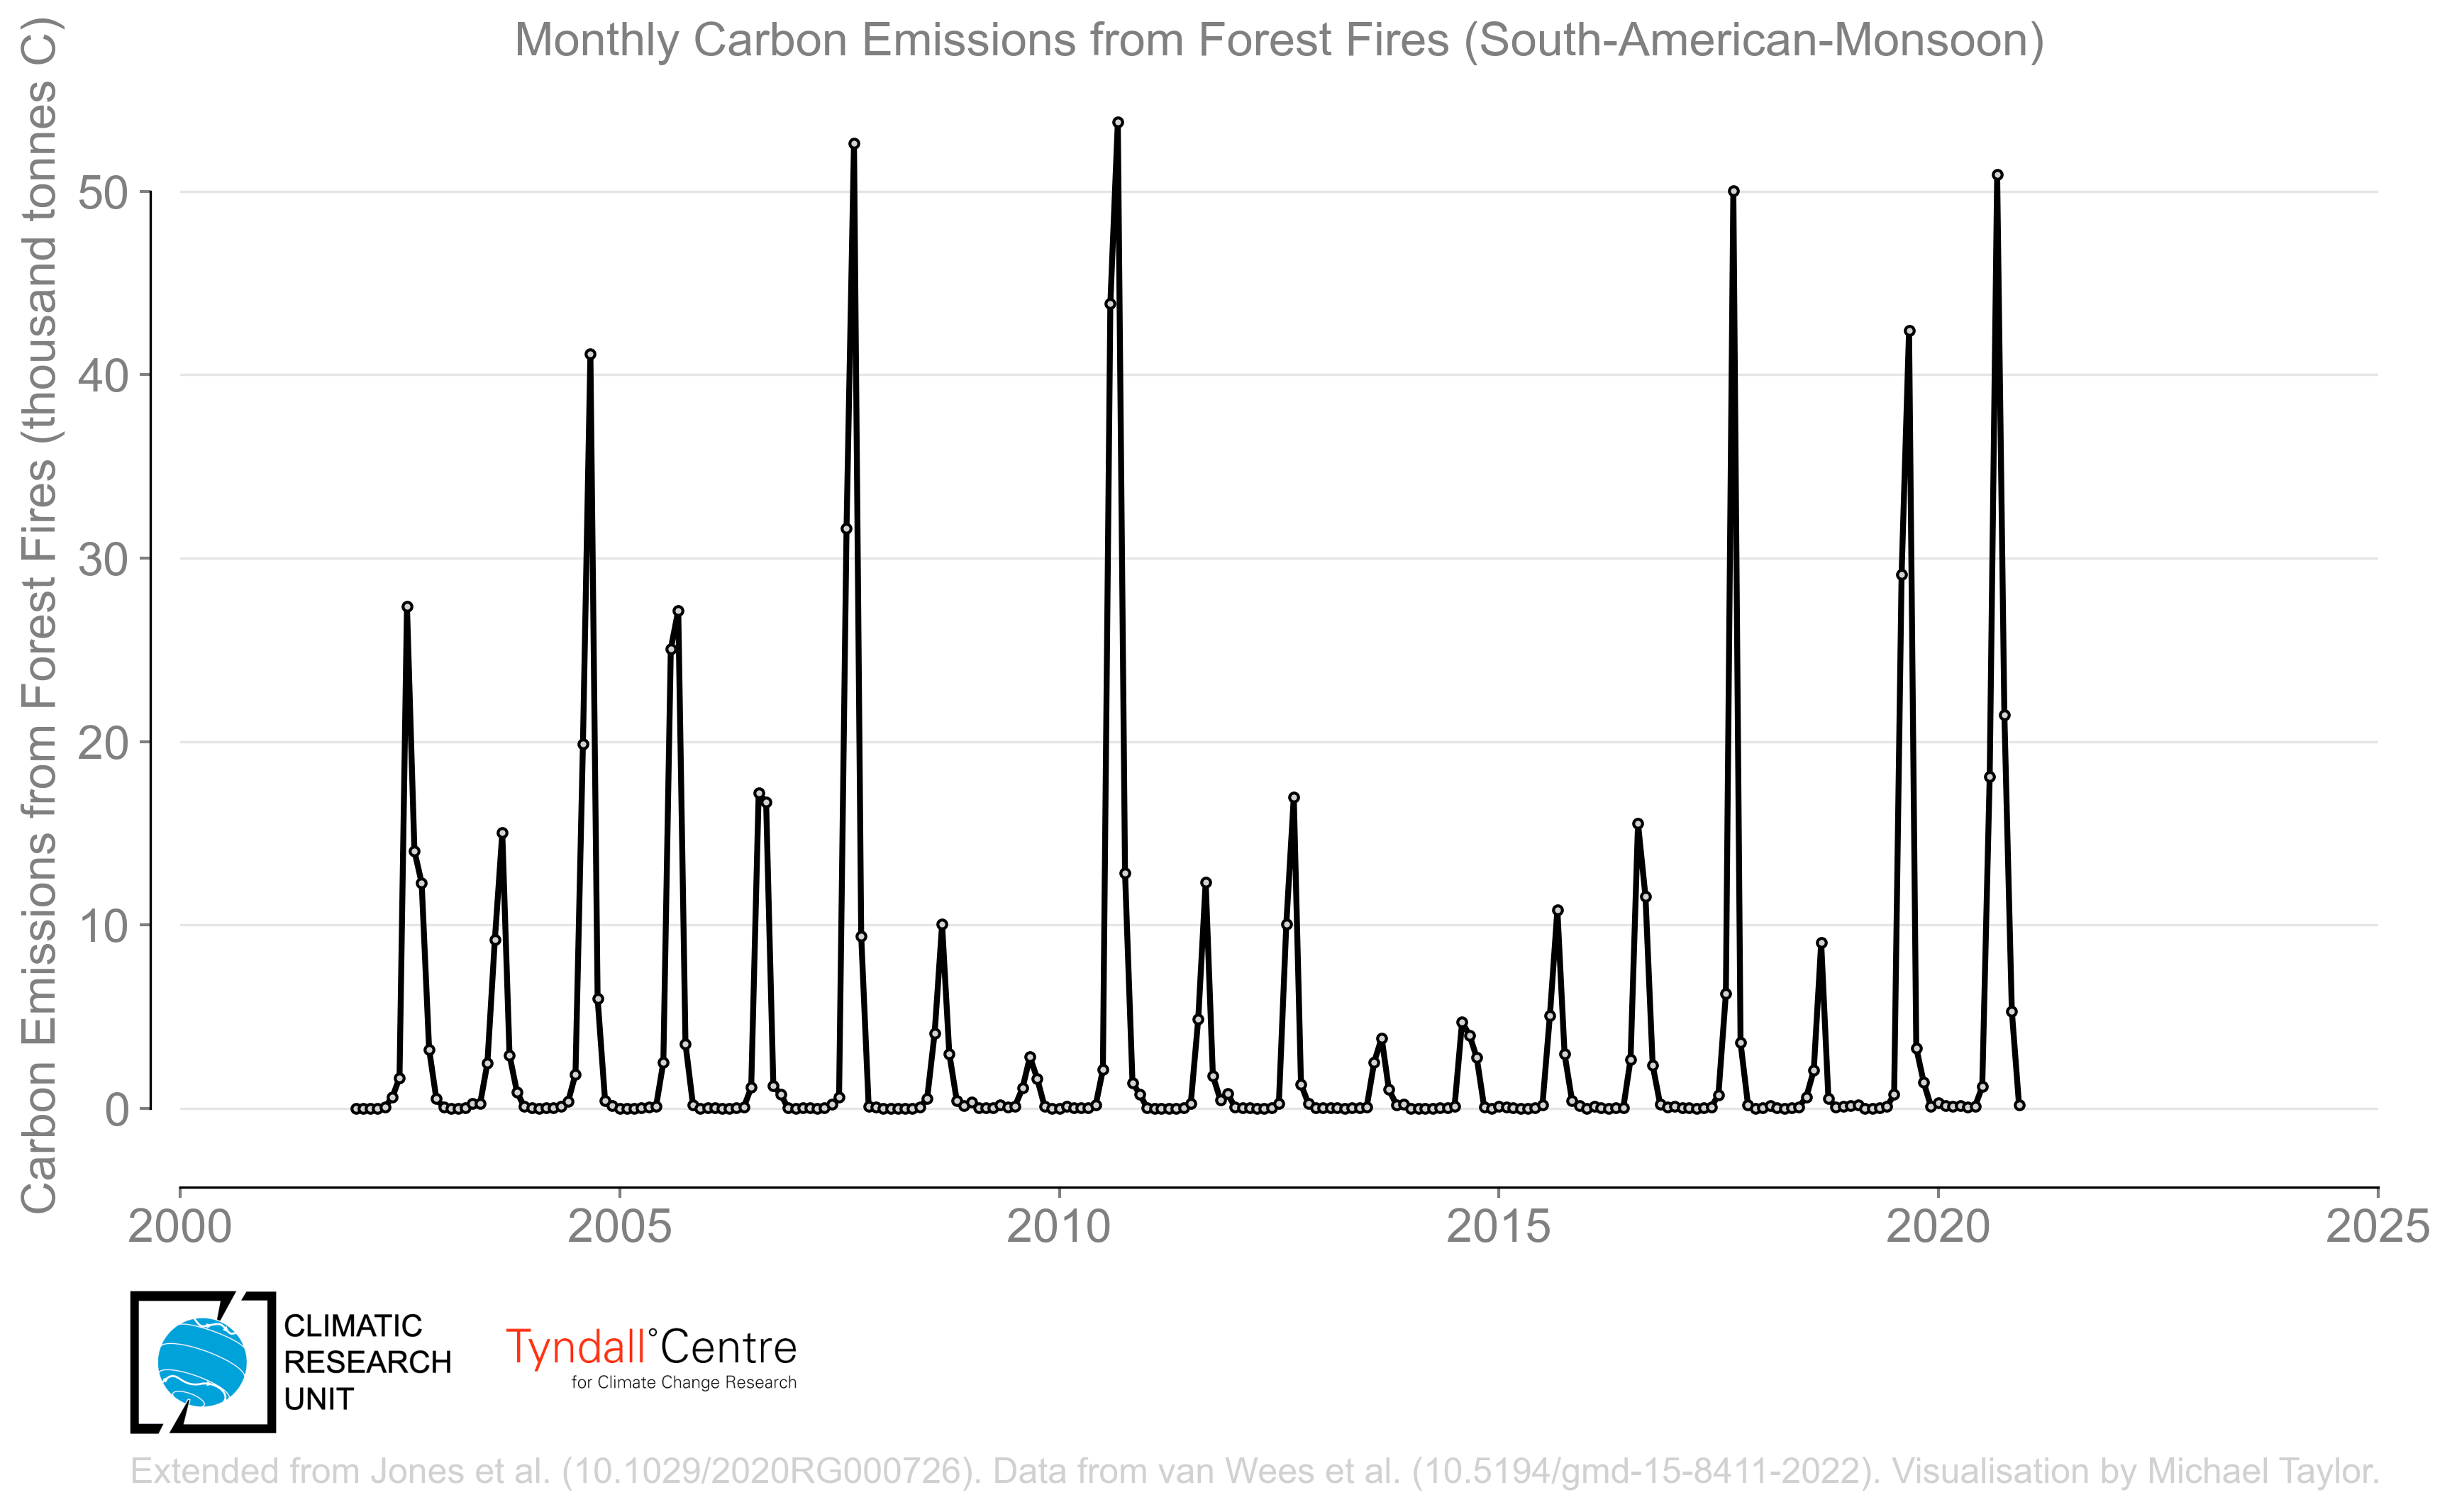 Monthly Carbon Emissions from Forest Fires (South-American-Monsoon)
Carbon Emissions from Forest Fires (thousand tonnes C)
50
40
30
20
10
0
2000
2005
2010
2015
2020
2025
CLIMATIC
RESEARCH
UNIT
Tyndall°Centre
for Climate Change Research
Extended from Jones et al. (10.1029/2020RG000726). Data from van Wees et al. (10.5194/gmd-15-8411-2022). Visualisation by Michael Taylor.